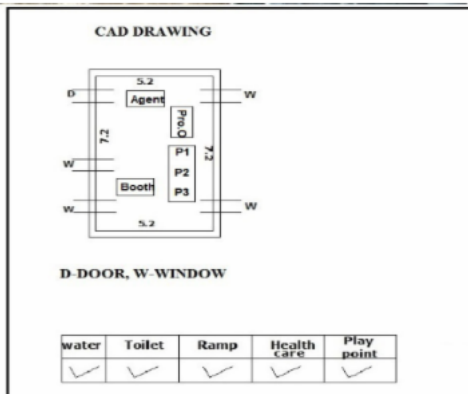 CAD DRAWING
5.2
D
Agent
W
Pro.O
7.2
P1
7.2
W
P2
Booth
P3
W
W
5.2
D-DOOR, W-WINDOW
water Toilet Ramp Health care Play point